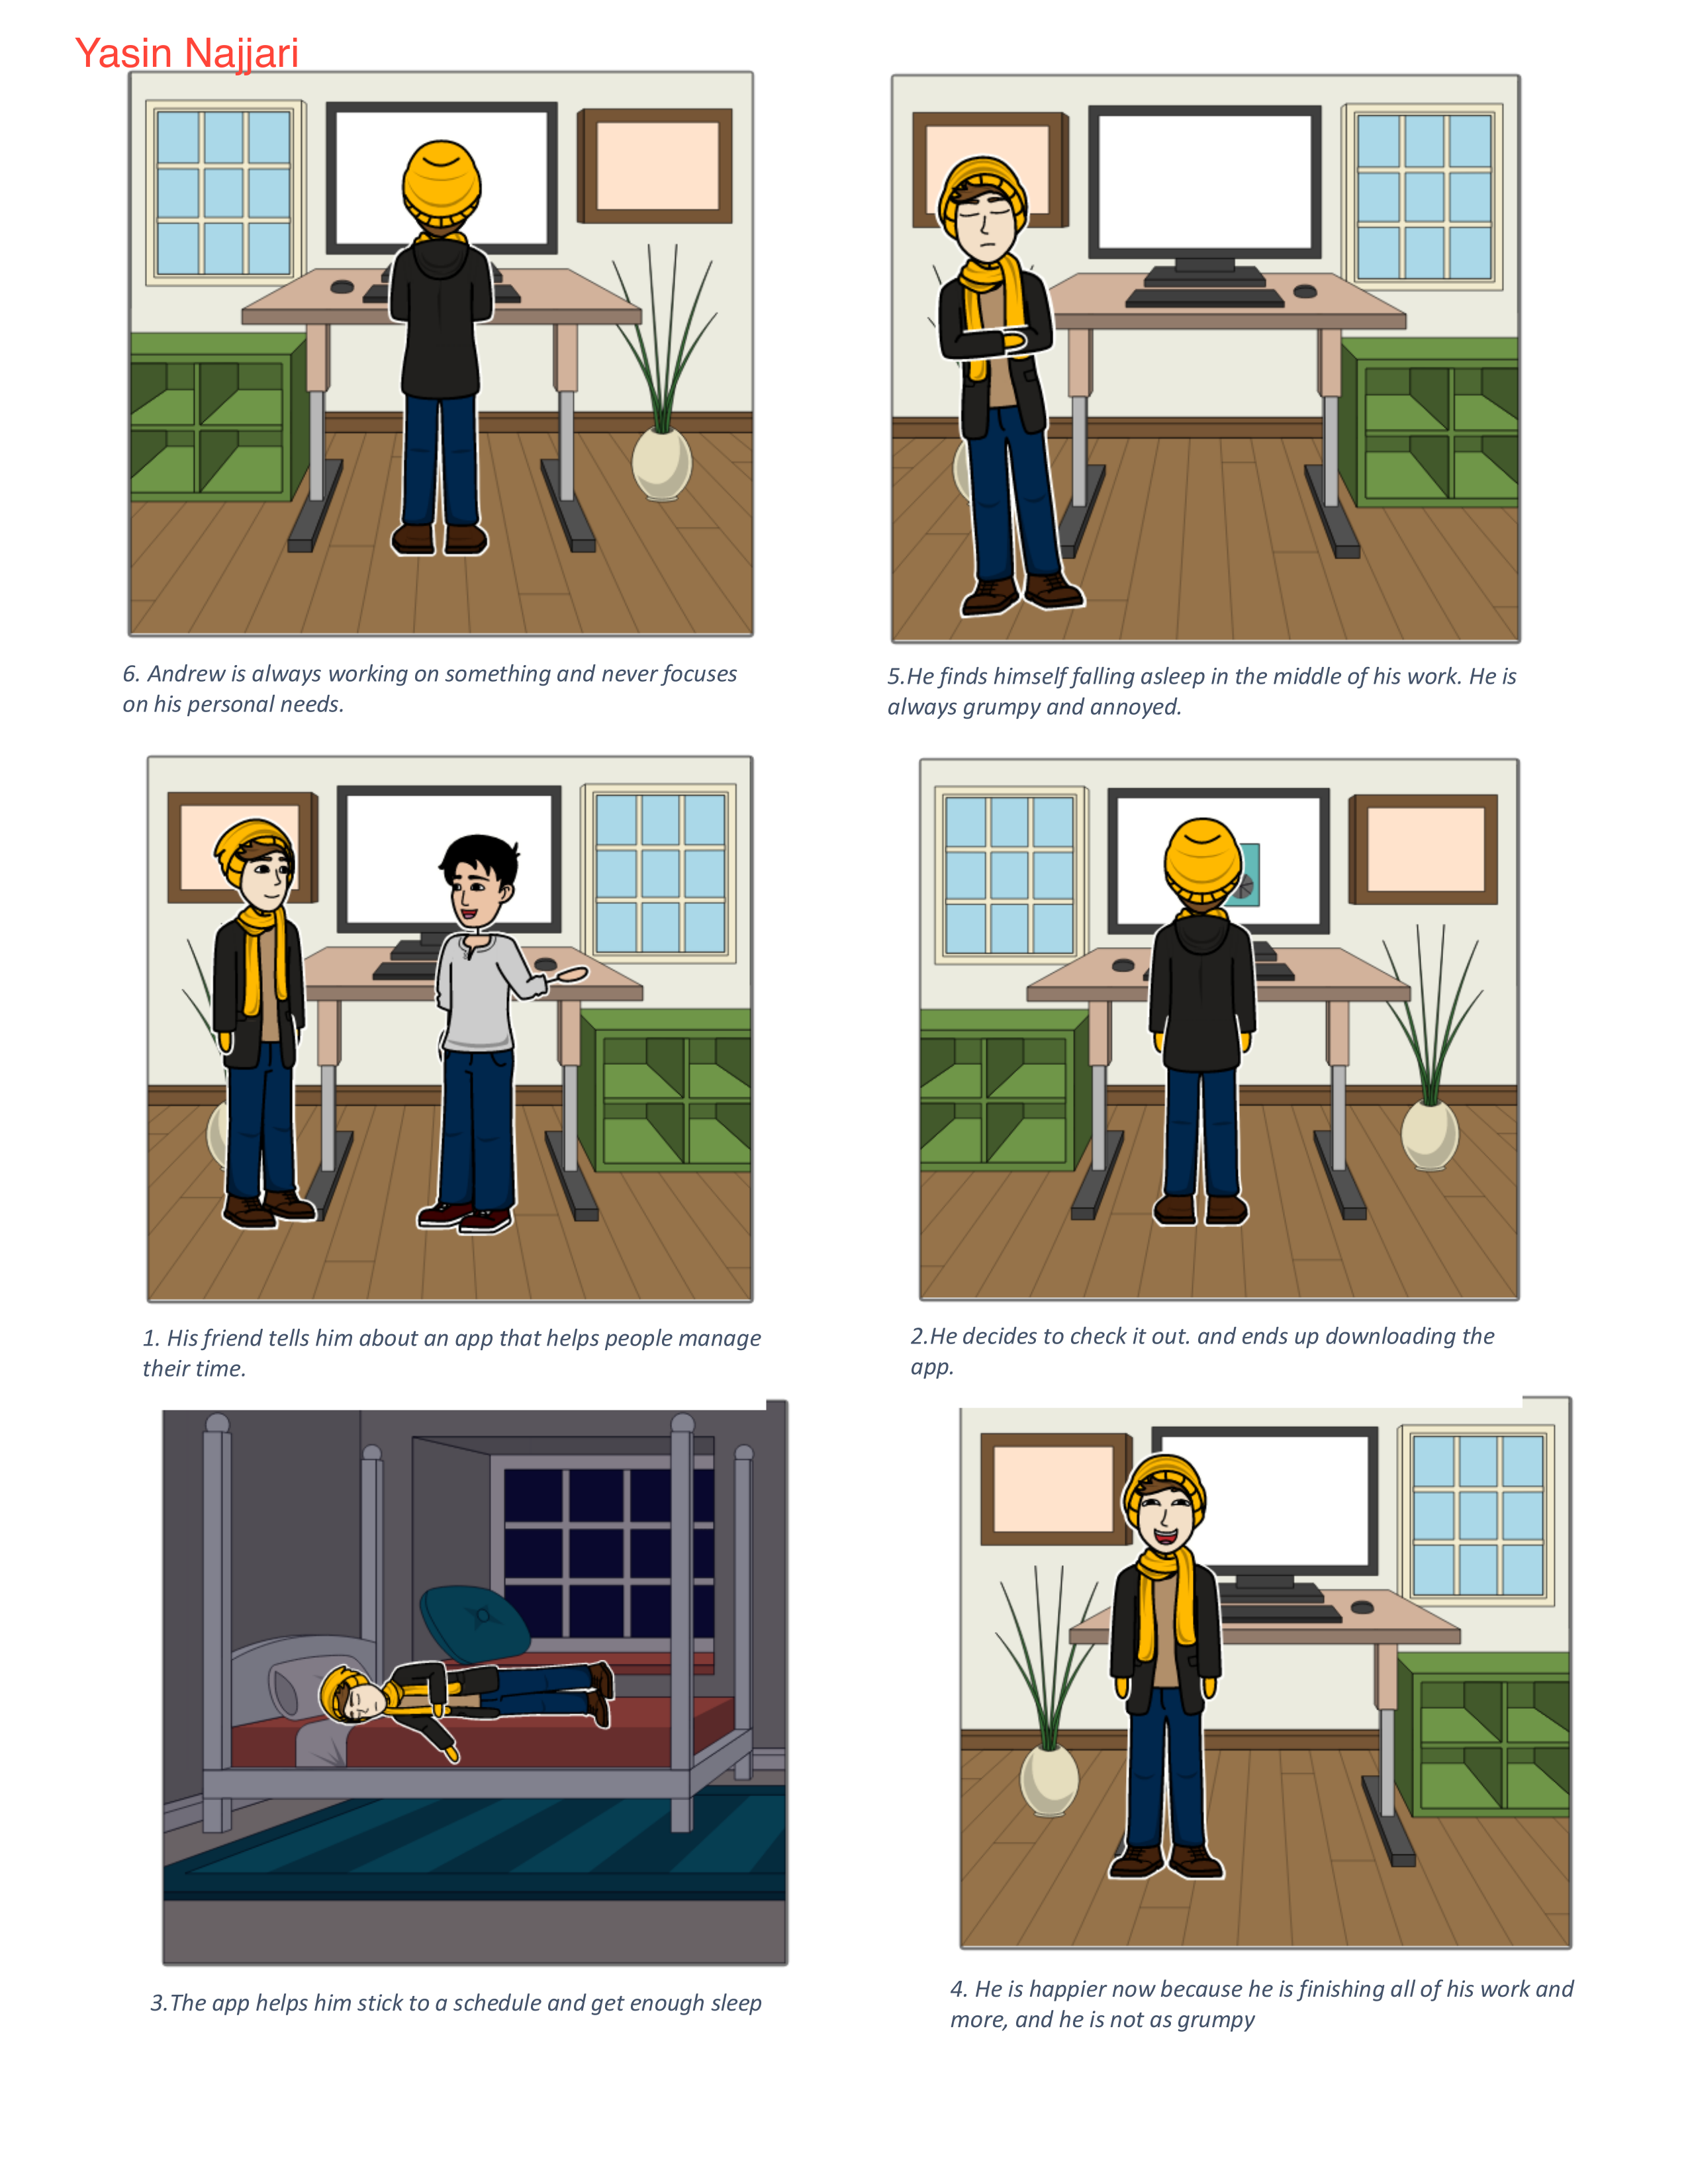 Yasin Najjari
6. Andrew is always working on something and never focuses
on his personal needs.
5.He finds himself falling asleep in the middle of his work. He is
always grumpy and annoyed.
1. His friend tells him about an app that helps people manage
their time.
2.He decides to check it out. and ends up downloading the
app.
3.The app helps him stick to a schedule and get enough sleep
4. He is happier now because he is finishing all of his work and
more, and he is not as grumpy